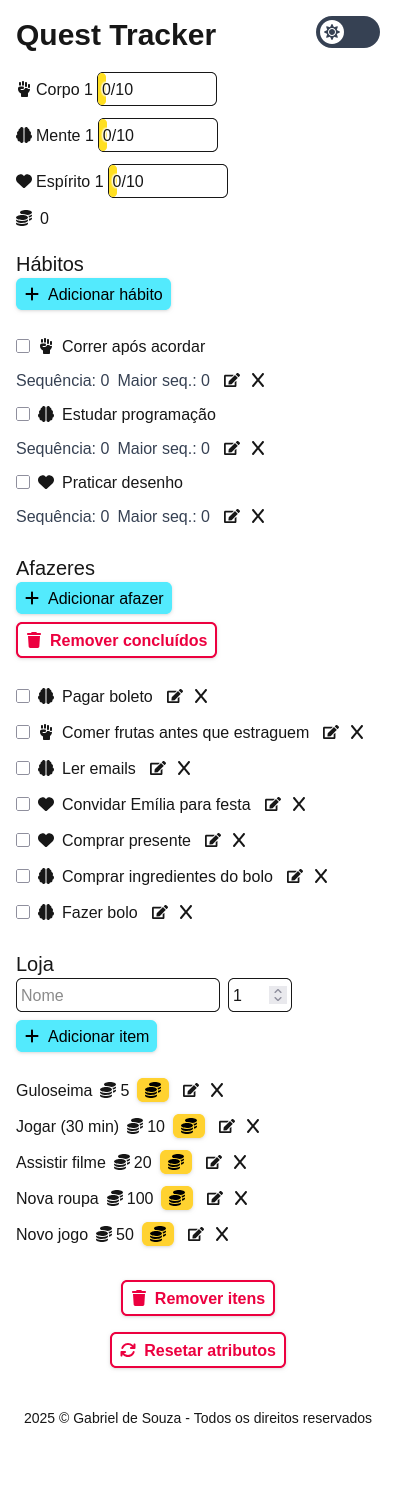 Quest Tracker
Corpo 1 0/10
Mente 1 0/10
Espírito 1 0/10
0
Hábitos
Adicionar hábito
Correr após acordar
Sequência: 0 Maior seq.: 0
Estudar programação
Sequência: 0 Maior seq.: 0
Praticar desenho
Sequência: 0 Maior seq.: 0
Afazeres
Adicionar afazer
Remover concluídos
Pagar boleto
Comer frutas antes que estraguem
Ler emails
Convidar Emília para festa
Comprar presente
Comprar ingredientes do bolo
Fazer bolo
Loja
Nome 1
Adicionar item
Guloseima 5
Jogar (30 min) 10
Assistir filme 20
Nova roupa 100
Novo jogo 50
Remover itens
Resetar atributos
2025 © Gabriel de Souza - Todos os direitos reservados